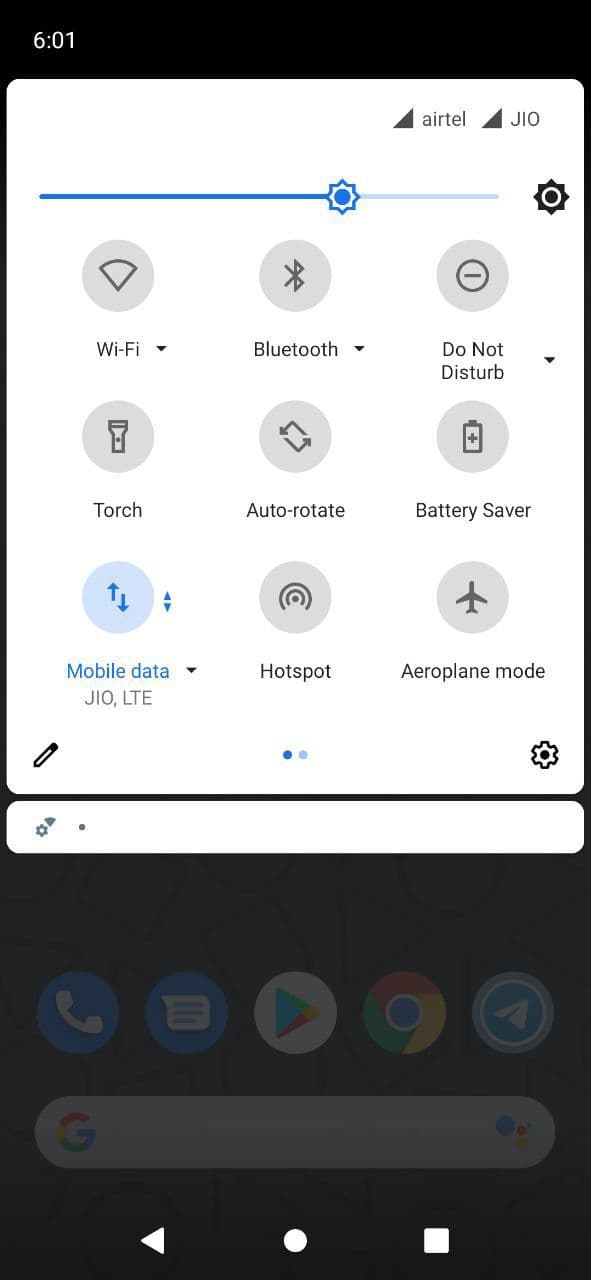 6:01
airtel JIO
Wi-Fi Bluetooth Do Not
Disturb
Torch Auto-rotate Battery Saver
Mobile data Hotspot Aeroplane mode
JIO, LTE